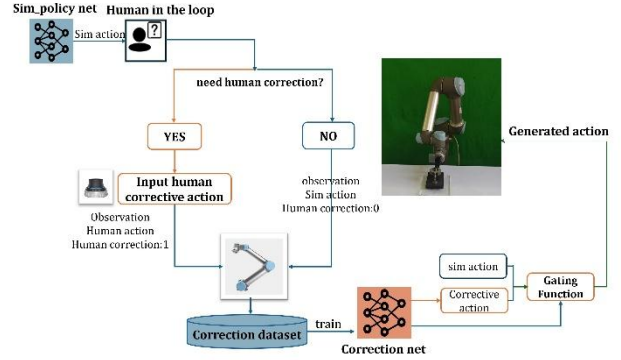 Sim_policy net
Human in the loop
Sim action
?
need human correction?
YES
NO
Input human
corrective action
Observation
Human action
Human correction:1
observation
Sim action
Human correction:0
Generated action
sim action
Corrective
action
Gating
Function
Correction dataset
train
Correction net